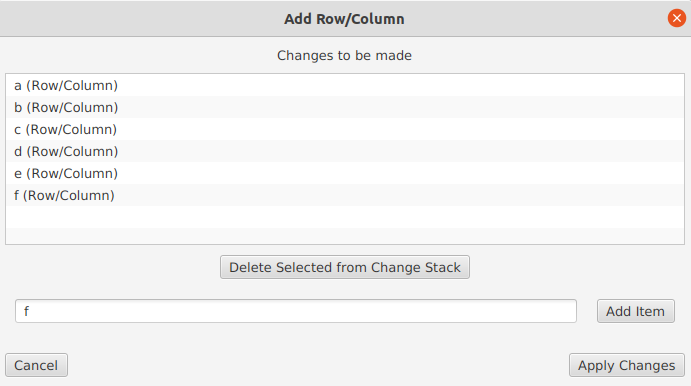 Add Row/Column
Changes to be made
a (Row/Column)
b (Row/Column)
c (Row/Column)
d (Row/Column)
e (Row/Column)
f (Row/Column)
Delete Selected from Change Stack
f
Add Item
Cancel
Apply Changes